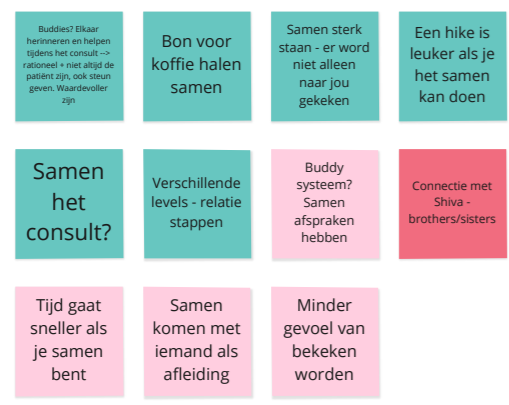 Buddies? Elkaar
herinneren en helpen
tijdens het consult -->
rationeel + niet altijd de
patiënt zijn, ook steun
geven. Waardevoller
zijn
Bon voor
koffie halen
samen
Samen sterk
staan - er word
niet alleen
naar jou
gekeken
Een hike is
leuker als je
het samen
kan doen
Samen
het
consult?
Verschillende
levels - relatie
stappen
Buddy
systeem?
Samen
afspraken
hebben
Connectie met
Shiva -
brothers/sisters
Tijd gaat
sneller als
je samen
bent
Samen
komen met
iemand als
afleiding
Minder
gevoel van
bekeken
worden